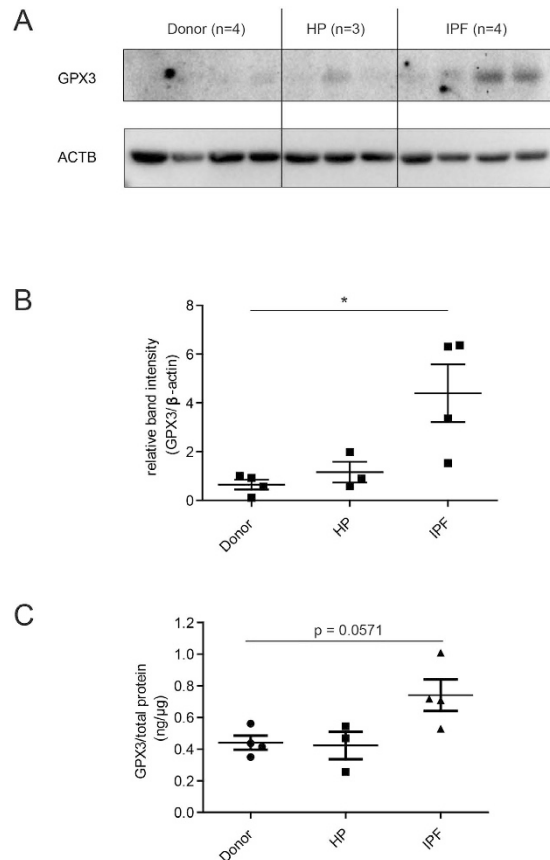 A
Donor (n=4) HP (n=3) IPF (n=4)
GPX3
ACTB
B
relative band intensity
(GPX3/β-actin)
8
6
4
2
0
*
Donor HP IPF
C
GPX3/total protein
(ng/μg)
1.2
1.0
0.8
0.6
0.4
0.2
0.0
p = 0.0571
Donor HP IPF